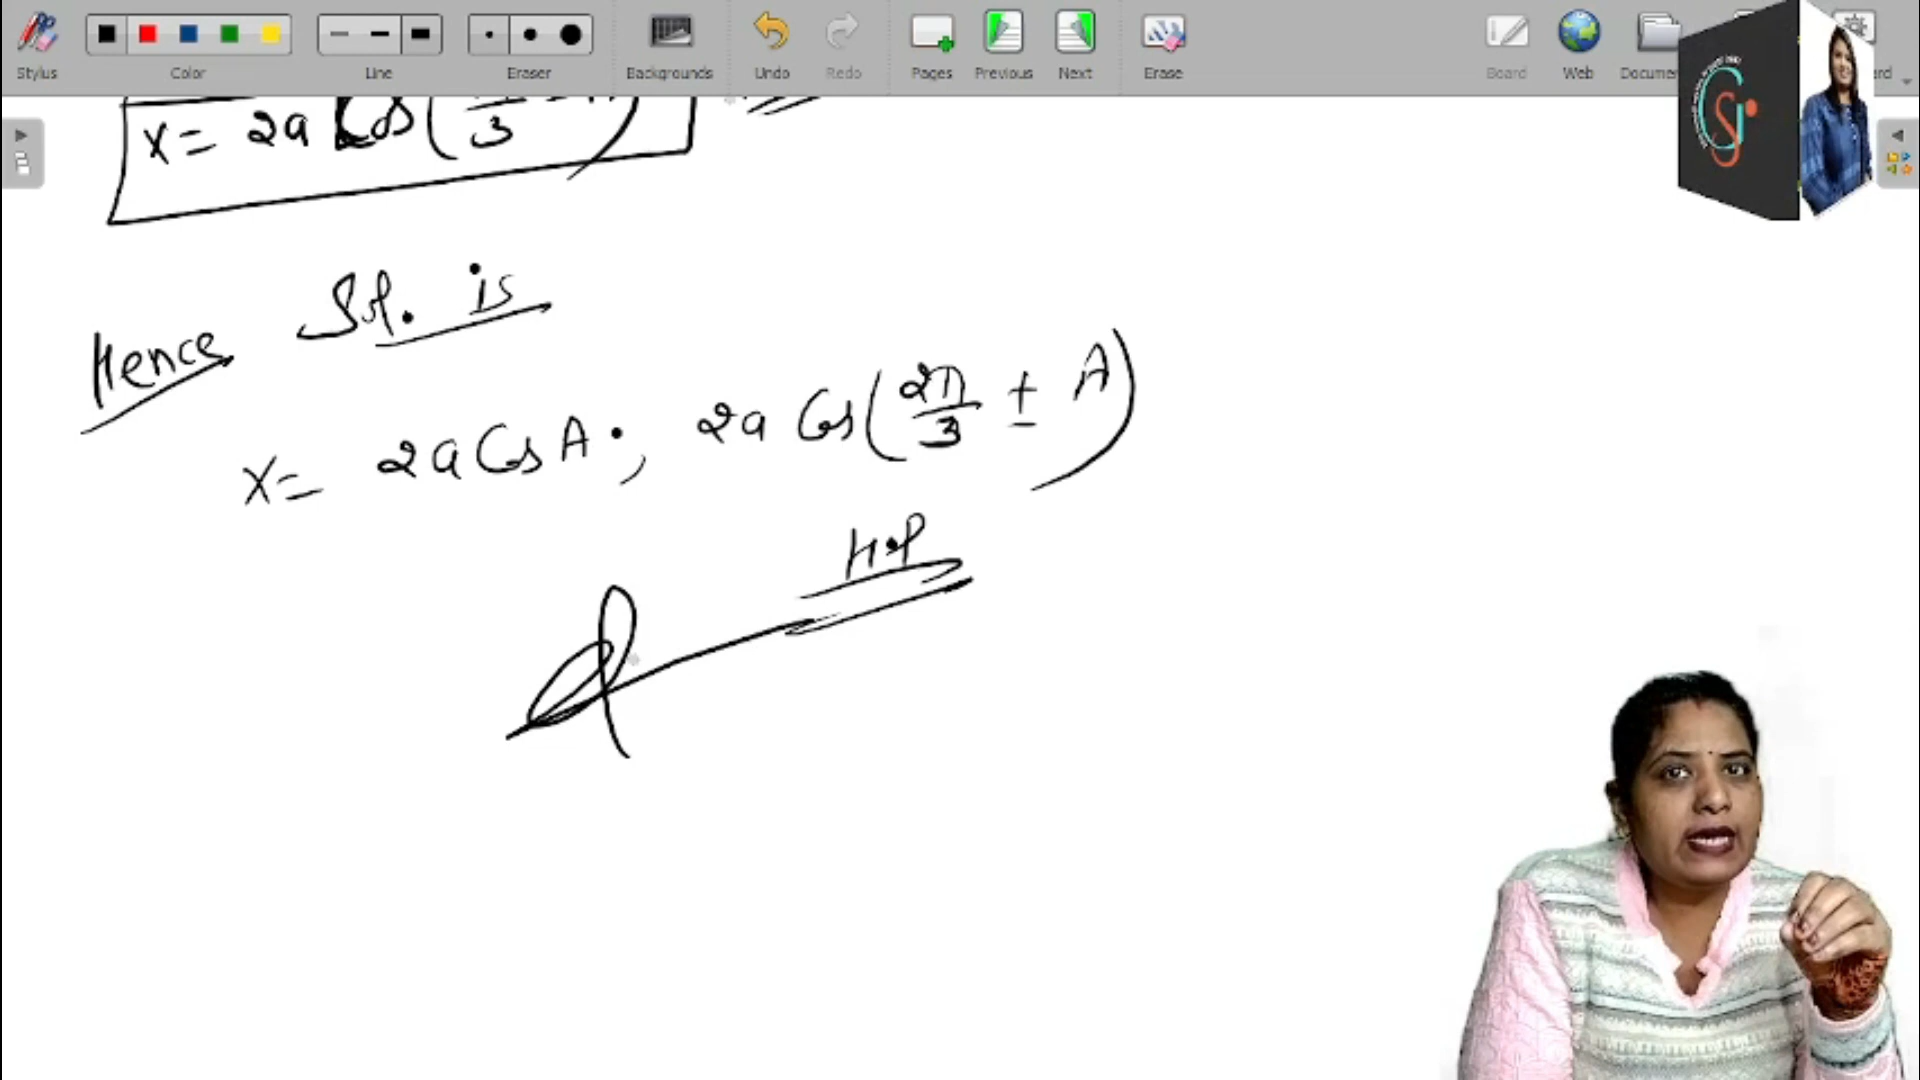 Stylus
Color
Line
Eraser
Backgrounds
Undo
Redo
Pages
Previous
Next
Erase
Board
Web
x = 2a Cos(
3
Hence Sol. is
x = 2a Cos A ; 2a Cos(2π/3 ± A)
H.P